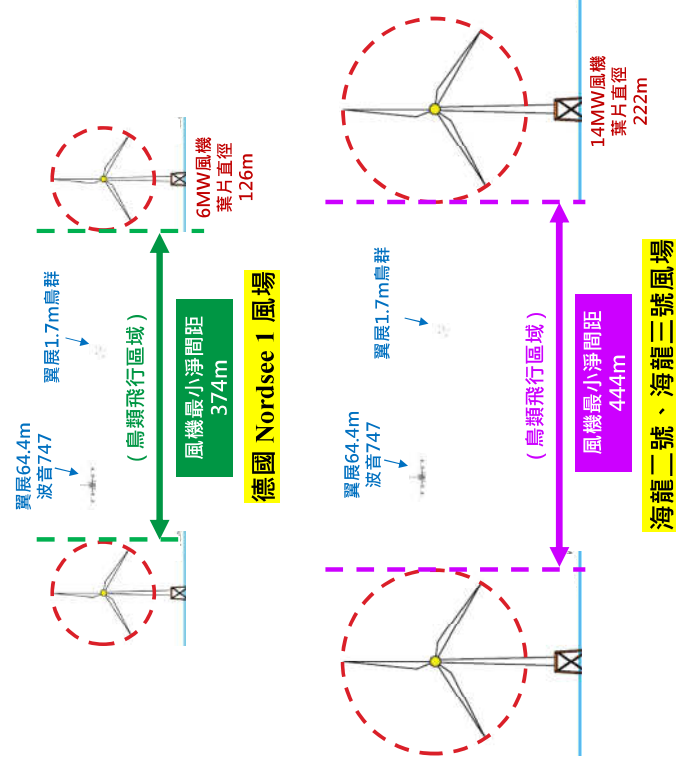 6MW風機
葉片直徑
126m
翼展1.7m鳥群
翼展64.4m
波音747
（鳥類飛行區域）
風機最小淨間距
374m
德國 Nordsee 1 風場
14MW風機
葉片直徑
222m
翼展1.7m鳥群
翼展64.4m
波音747
（鳥類飛行區域）
風機最小淨間距
444m
海龍二號、海龍三號風場